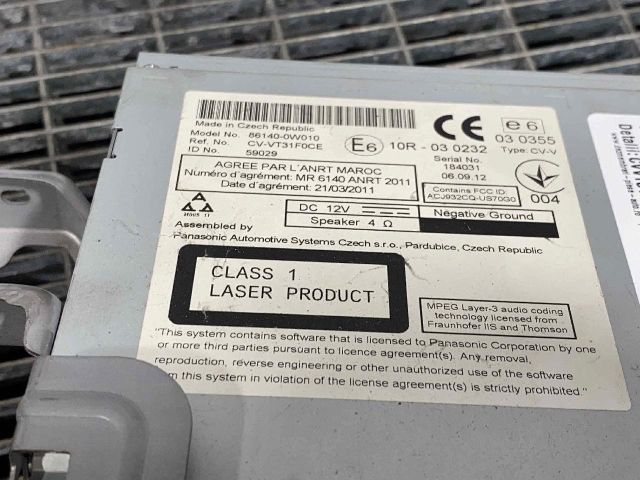 Made in Czech Republic
Model No. 86140-0W010
Ref. No. CV-VT31F0CE
ID No. 59029
E6 10R - 03 0232
CE
e 6
03 0355
Type: CV-V
Serial No.
184031
06.09.12
004
AGREE PAR L'ANRT MAROC
Numéro d'agrément: MR 6140 ANRT 2011
Date d'agrément: 21/03/2011
Contains FCC ID:
ACJ932CQ-US70G0
DC 12V
Negative Ground
Speaker 4 Ω
Assembled by
Panasonic Automotive Systems Czech s.r.o., Pardubice, Czech Republic
CLASS 1
LASER PRODUCT
MPEG Layer-3 audio coding
technology licensed from
Fraunhofer IIS and Thomson
"This system contains software that is licensed to Panasonic Corporation by one
or more third parties pursuant to licence agreement(s). Any removal,
reproduction, reverse engineering or other unauthorized use of the software
from this system in violation of the license agreement(s) is strictly prohibited."